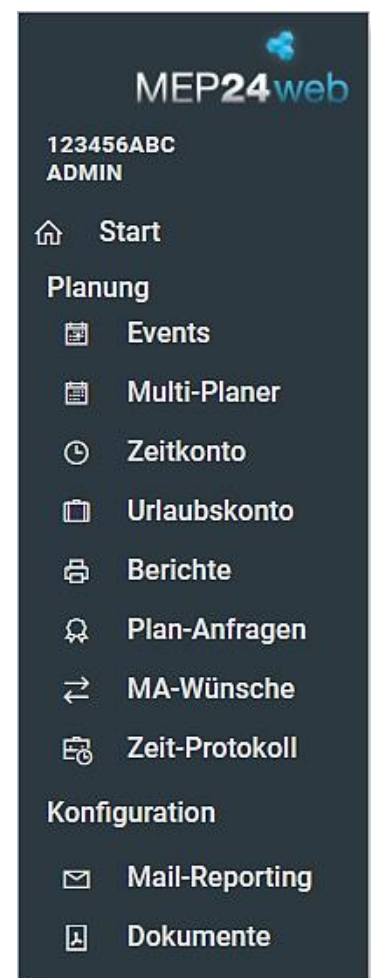 MEP24web
123456ABC
ADMIN
Start
Planung
Events
Multi-Planer
Zeitkonto
Urlaubskonto
Berichte
Plan-Anfragen
MA-Wünsche
Zeit-Protokoll
Konfiguration
Mail-Reporting
Dokumente